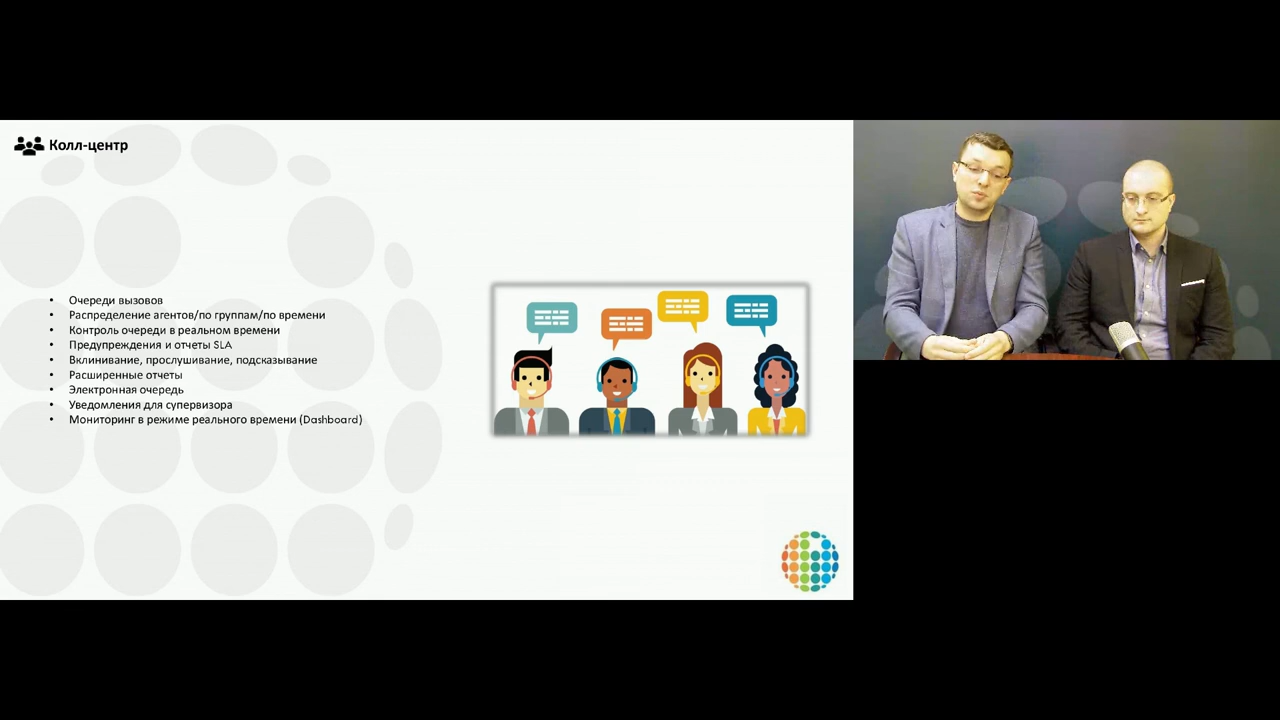 Колл-центр
• Очереди вызовов
• Распределение агентов/по группам/по времени
• Контроль очереди в реальном времени
• Предупреждения и отчеты SLA
• Вклинивание, прослушивание, подсказывание
• Расширенные отчеты
• Электронная очередь
• Уведомления для супервизора
• Мониторинг в режиме реального времени (Dashboard)